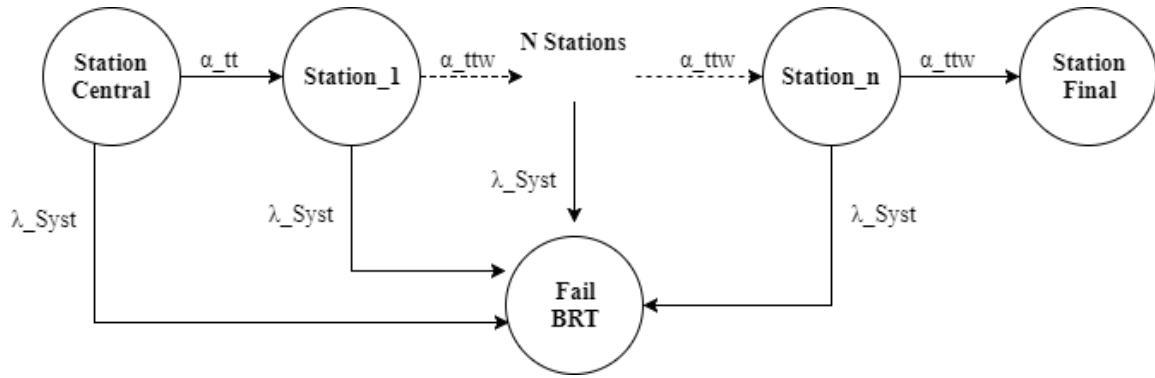 Station
Central
α_tt
Station_1
α_ttw
N Stations
α_ttw
Station_n
α_ttw
Station
Final
λ_Syst
λ_Syst
λ_Syst
λ_Syst
Fail
BRT